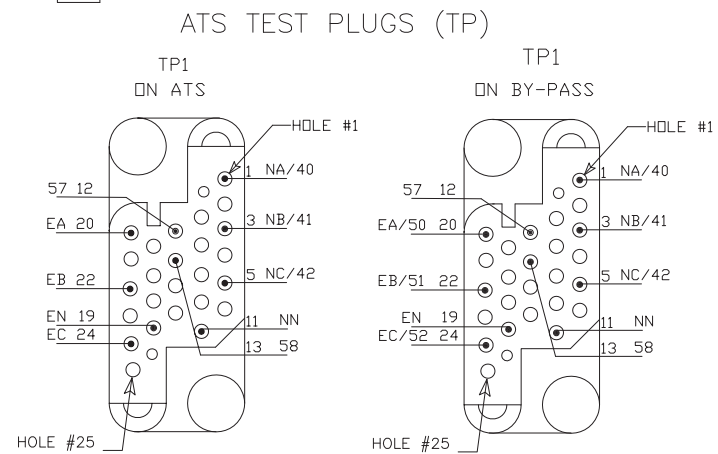 ATS TEST PLUGS (TP)
TP1
ON ATS
HOLE #1
1 NA/40
57 12
EA 20
3 NB/41
EB 22
5 NC/42
EN 19
11 NN
EC 24
13 58
HOLE #25
TP1
ON BY-PASS
HOLE #1
1 NA/40
57 12
EA/50 20
3 NB/41
EB/51 22
5 NC/42
EN 19
11 NN
EC/52 24
13 58
HOLE #25